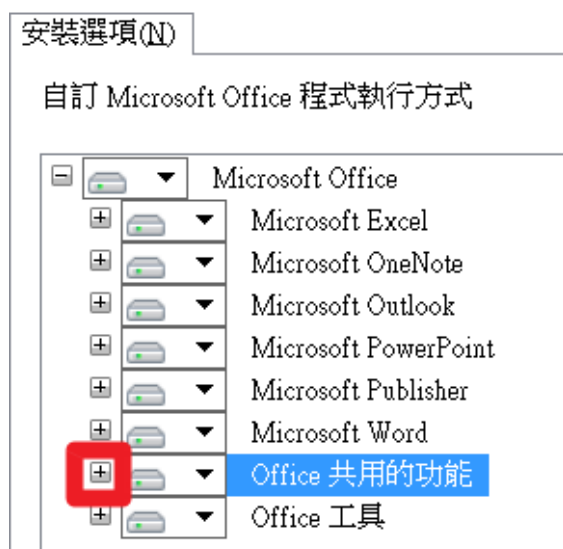 安裝選項(N)
自訂 Microsoft Office 程式執行方式
Microsoft Office
Microsoft Excel
Microsoft OneNote
Microsoft Outlook
Microsoft PowerPoint
Microsoft Publisher
Microsoft Word
Office 共用的功能
Office 工具